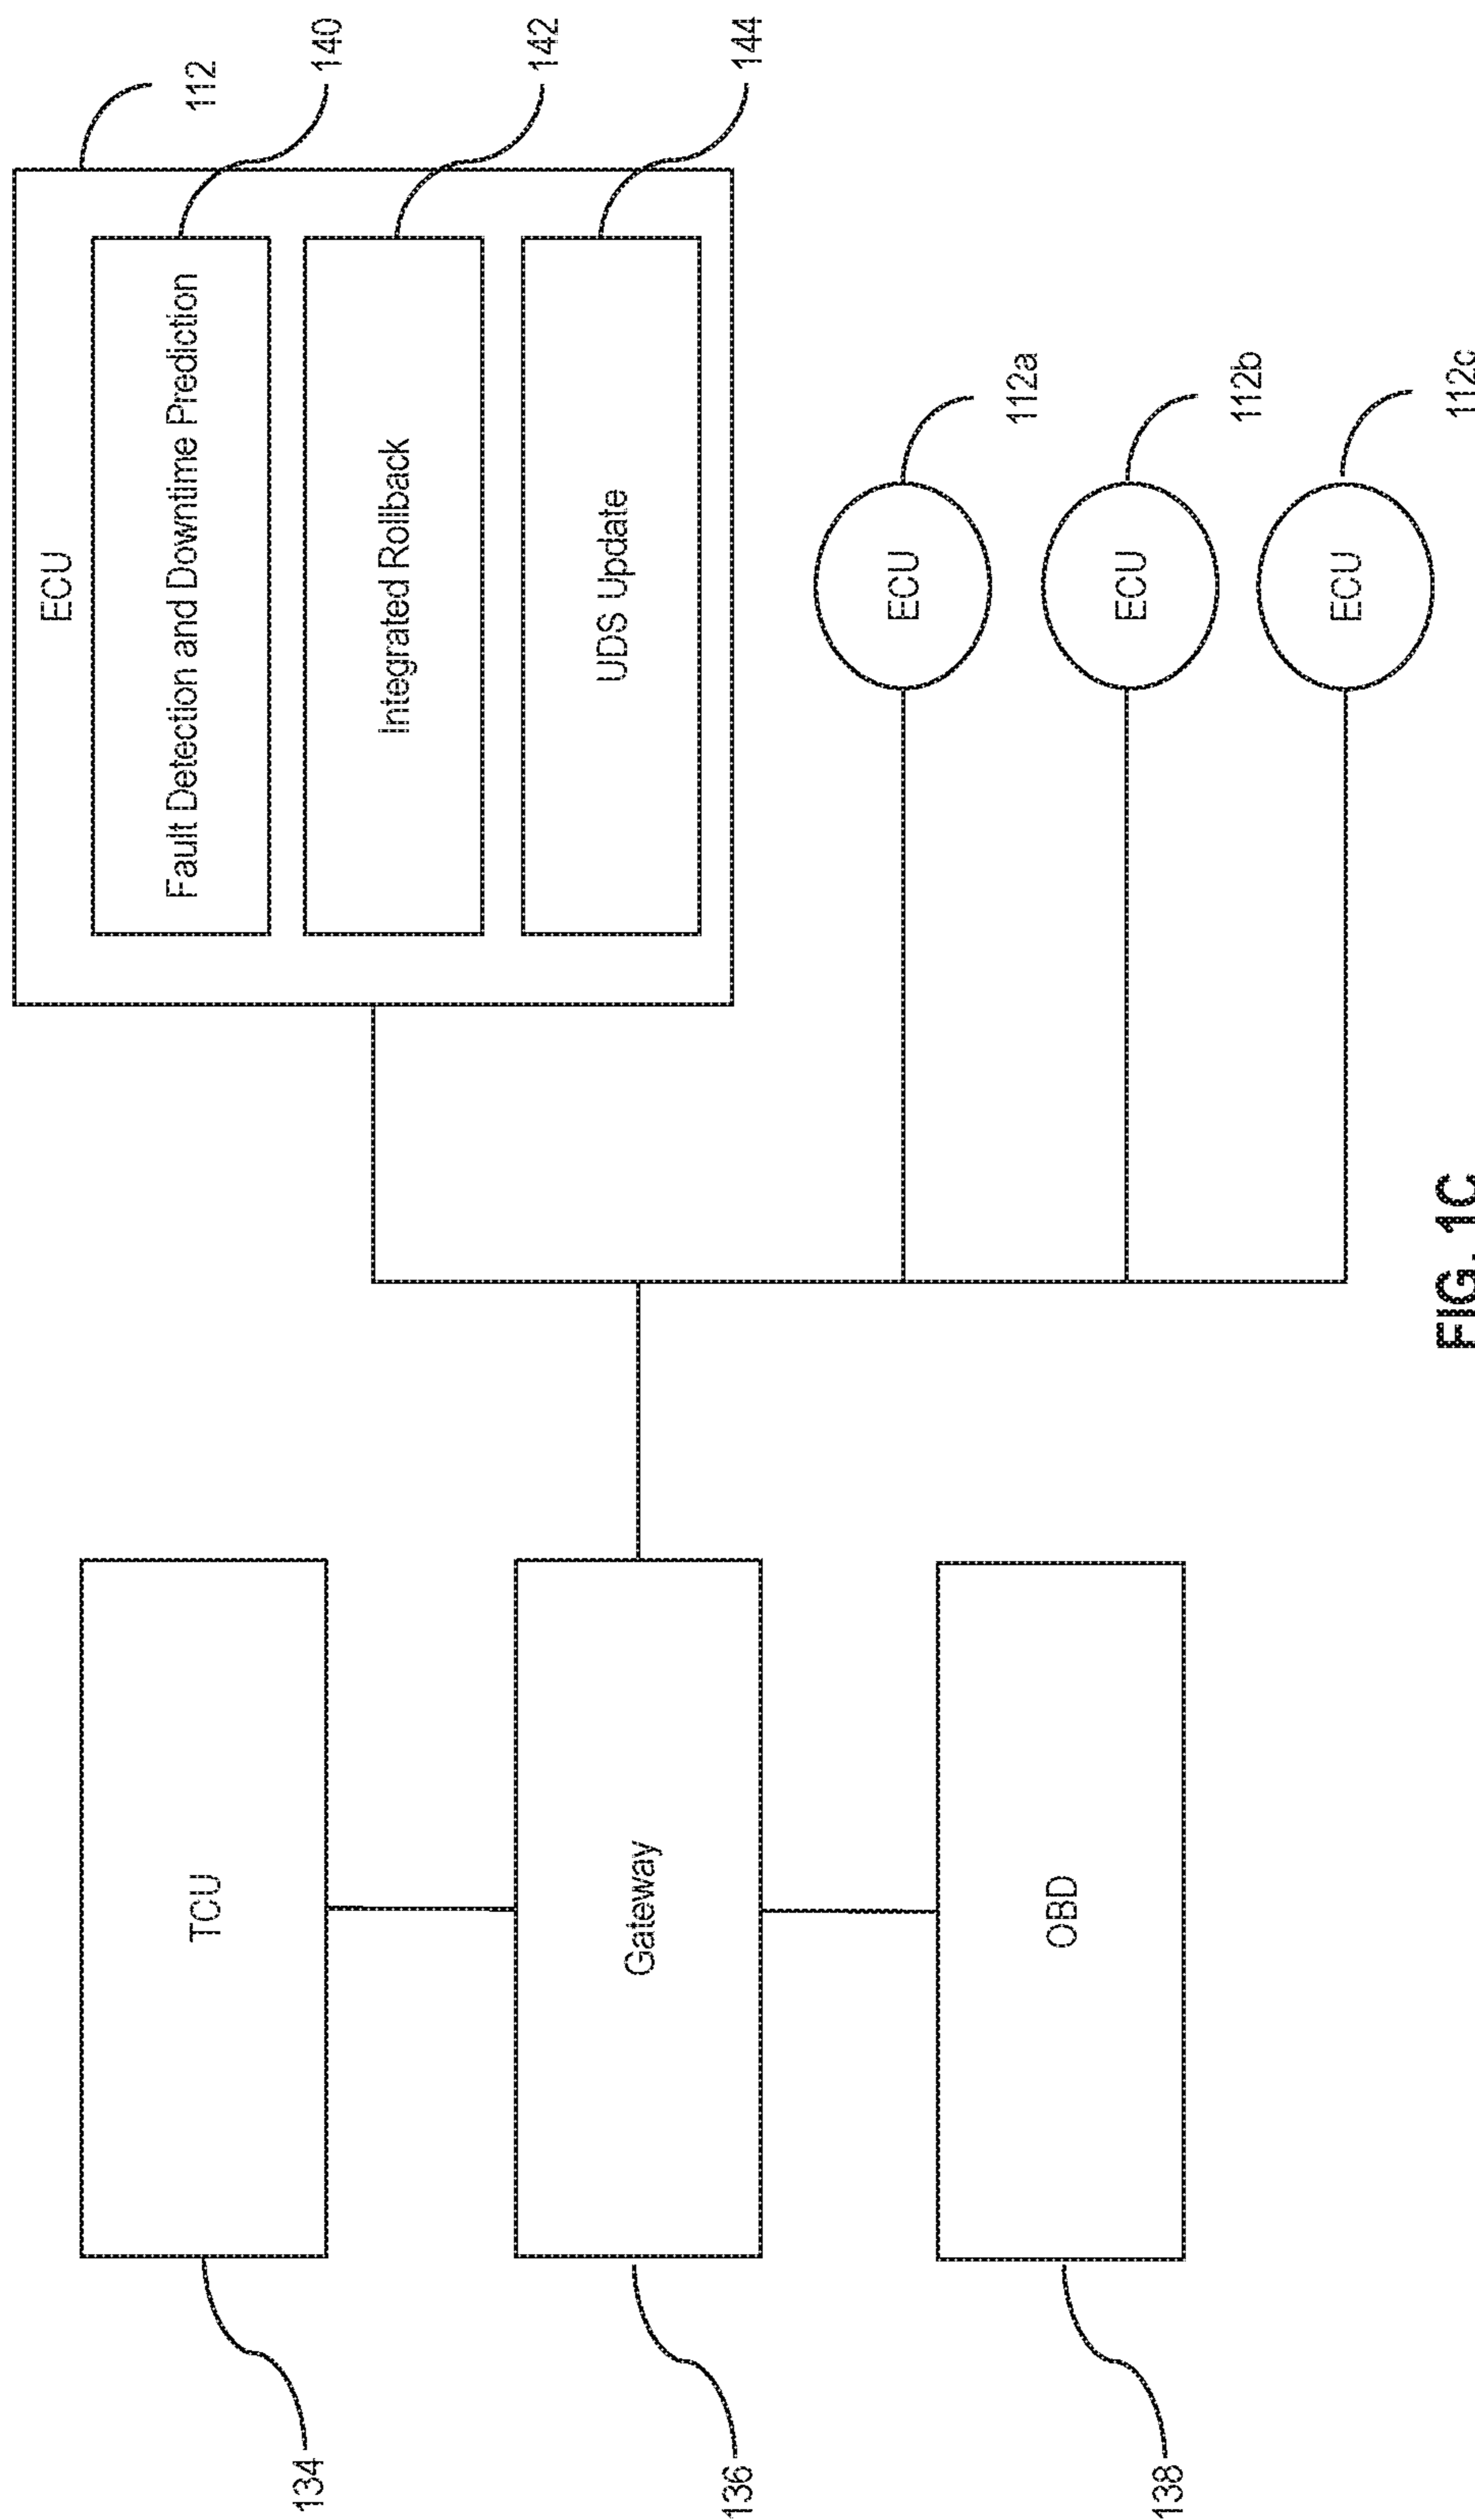 ECU
112
Fault Detection and Downtime Prediction
140
Integrated Rollback
142
UDS Update
144
TCU
134
Gateway
136
OBD
138
ECU
112a
ECU
112b
ECU
112c
FIG. 1C